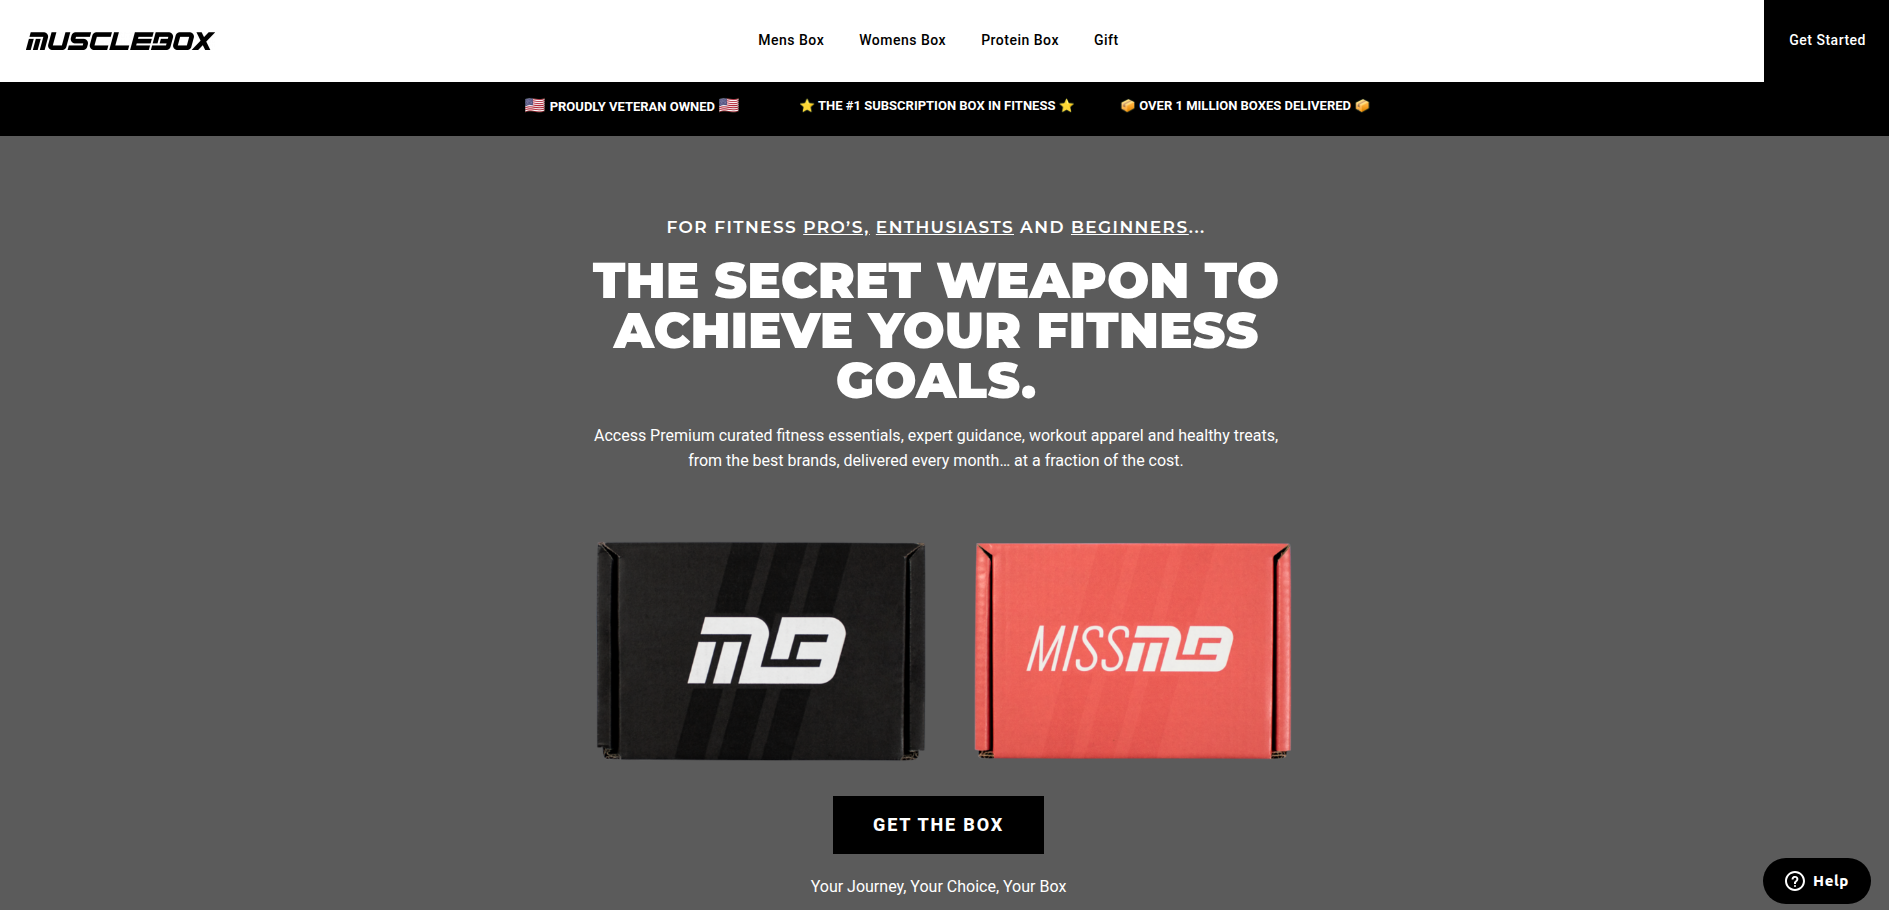 MUSCLEBOX
Mens Box
Womens Box
Protein Box
Gift
Get Started
PROUDLY VETERAN OWNED
⭐ THE #1 SUBSCRIPTION BOX IN FITNESS ⭐
📦 OVER 1 MILLION BOXES DELIVERED 📦
FOR FITNESS PRO'S, ENTHUSIASTS AND BEGINNERS...
THE SECRET WEAPON TO
ACHIEVE YOUR FITNESS
GOALS.
Access Premium curated fitness essentials, expert guidance, workout apparel and healthy treats,
from the best brands, delivered every month… at a fraction of the cost.
MB
MISSMB
GET THE BOX
Your Journey, Your Choice, Your Box
Help